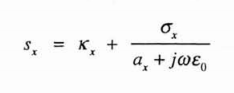 s_x = κ_x + σ_x / (a_x + jωε_0)